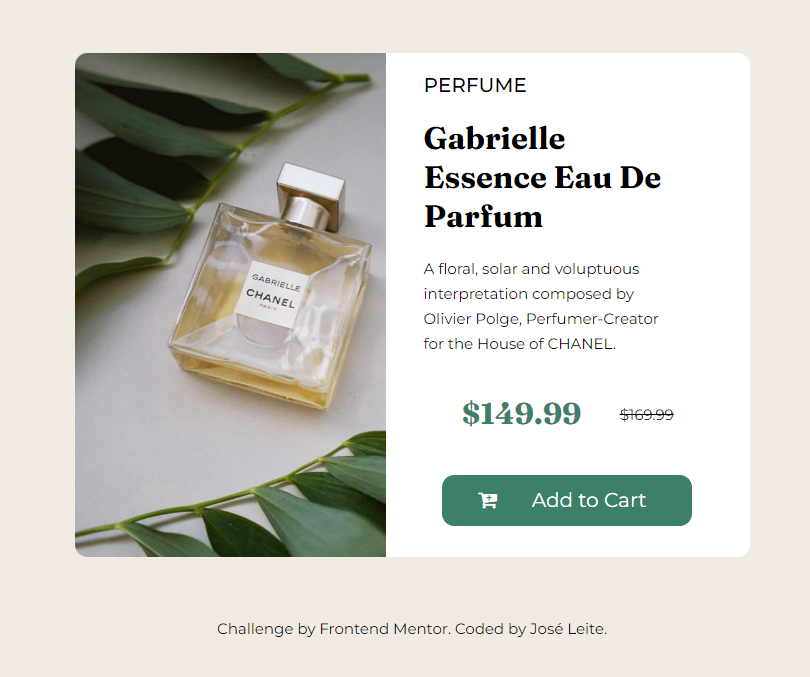 PERFUME
Gabrielle
Essence Eau De
Parfum
A floral, solar and voluptuous
interpretation composed by
Olivier Polge, Perfumer-Creator
for the House of CHANEL.
$149.99 $169.99
Add to Cart
GABRIELLE
CHANEL
PARIS
Challenge by Frontend Mentor. Coded by José Leite.